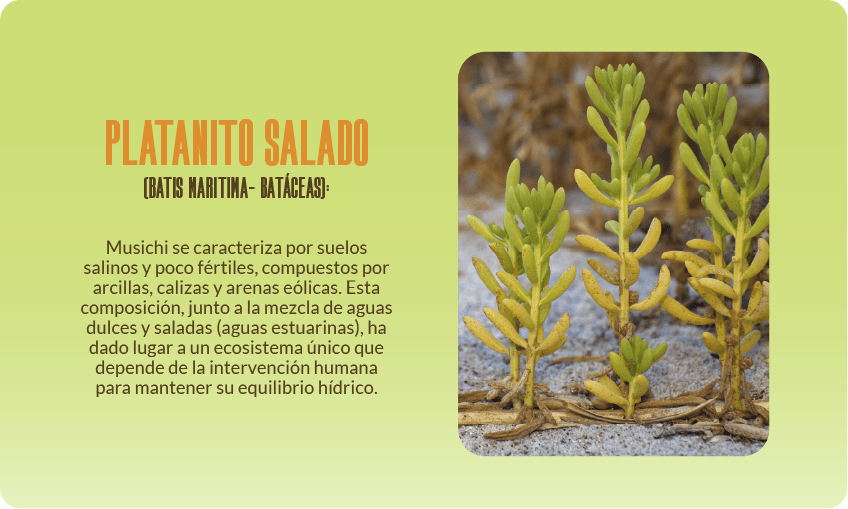 PLATANITO SALADO
(BATIS MARITIMA- BATÁCEAS):
Musichi se caracteriza por suelos
salinos y poco fértiles, compuestos por
arcillas, calizas y arenas eólicas. Esta
composición, junto a la mezcla de aguas
dulces y saladas (aguas estuarinas), ha
dado lugar a un ecosistema único que
depende de la intervención humana
para mantener su equilibrio hídrico.